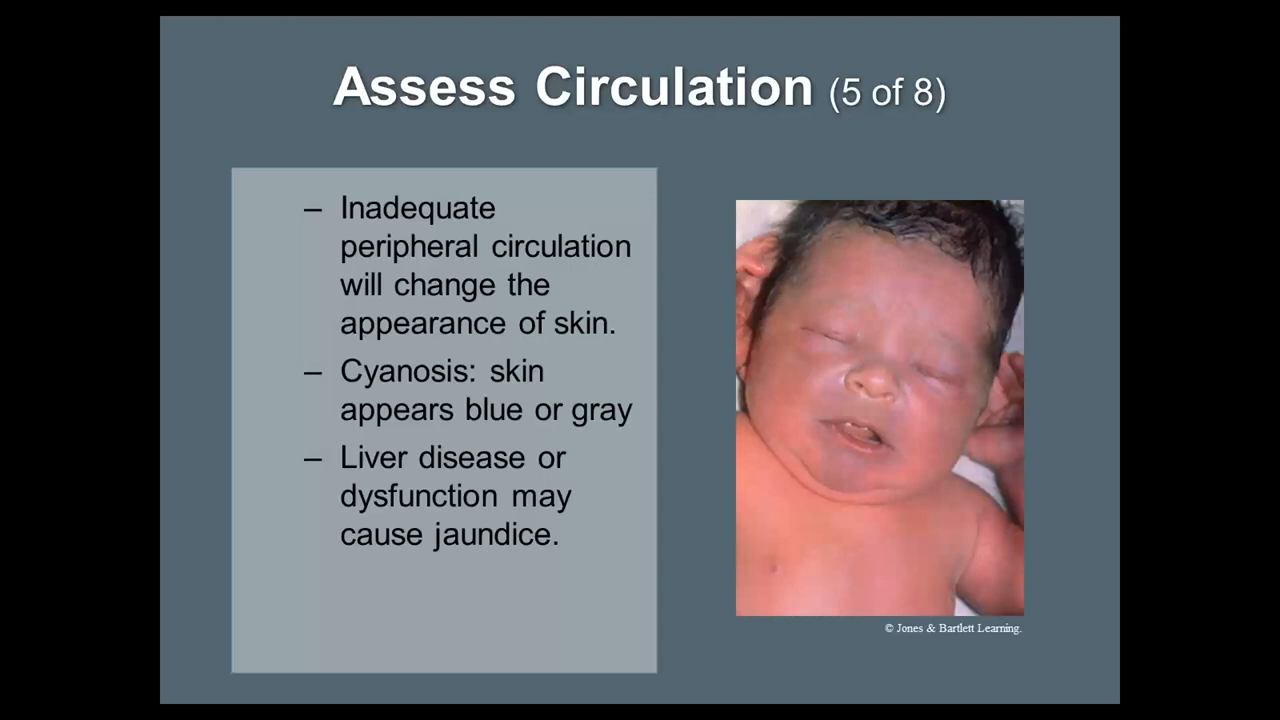 Assess Circulation (5 of 8)
– Inadequate
peripheral circulation
will change the
appearance of skin.
– Cyanosis: skin
appears blue or gray
– Liver disease or
dysfunction may
cause jaundice.
© Jones & Bartlett Learning.